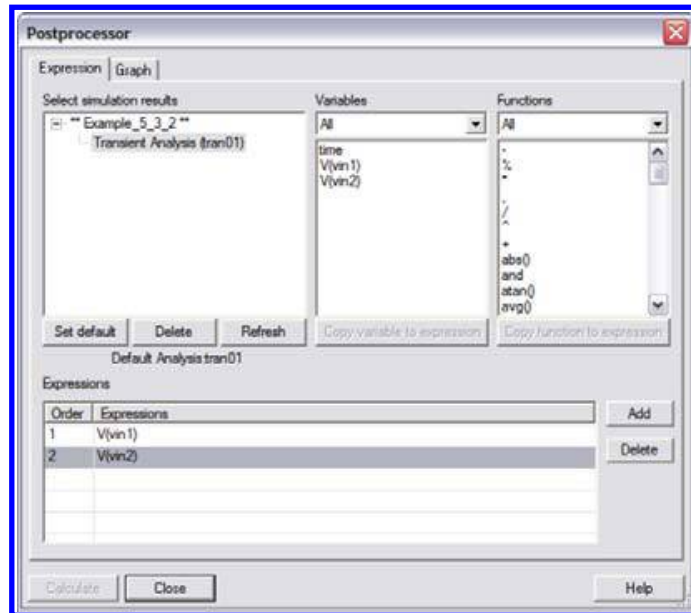 Postprocessor
Expression Graph
Select simulation results Variables Functions
** Example_5_3_2 ** All All
Transient Analysis (tran01) time -
V(vin1) %
V(vin2) *
,
/
^
+
abs()
and
atan()
avg()
Set default Delete Refresh Copy variable to expression Copy function to expression
Default Analysis:tran01
Expressions
Order Expressions Add
1 V(vin1)
2 V(vin2) Delete
Calculate Close Help